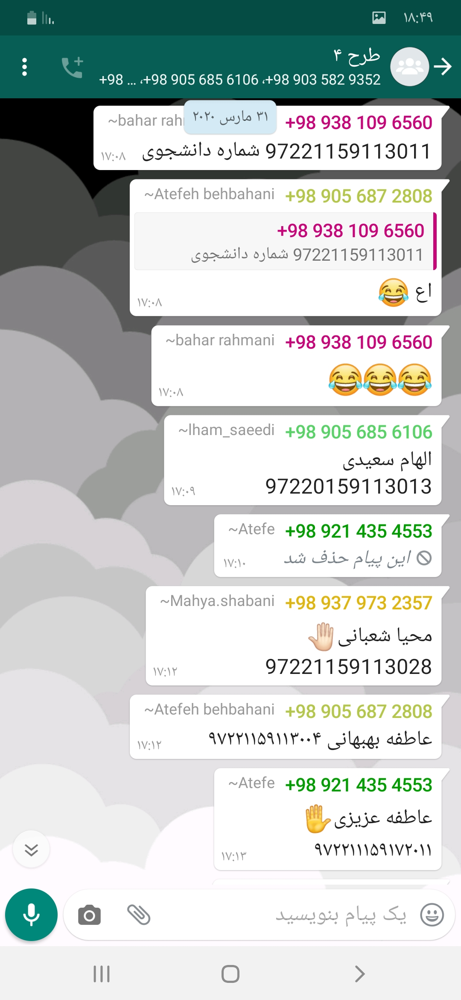 ۱۸:۴۹
طرح ۴
+98 903 582 9352، +98 905 685 6106، +98 ...
۳۱ مارس ۲۰۲۰
+98 938 109 6560 ~bahar rah
97221159113011 شماره دانشجوی
۱۷:۰۸
+98 905 687 2808 ~Atefeh behbahani
+98 938 109 6560
97221159113011 شماره دانشجوی
اع 😂
۱۷:۰۸
+98 938 109 6560 ~bahar rahmani
😂😂😂
۱۷:۰۸
+98 905 685 6106 ~lham_saeedi
الهام سعیدی
97220159113013
۱۷:۰۹
+98 921 435 4553 ~Atefe
این پیام حذف شد
۱۷:۱۰
+98 937 973 2357 ~Mahya.shabani
محیا شعبانی🤚🏻
97221159113028
۱۷:۱۲
+98 905 687 2808 ~Atefeh behbahani
عاطفه بهبهانی ۹۷۲۲۱۱۵۹۱۱۳۰۰۴
۱۷:۱۲
+98 921 435 4553 ~Atefe
عاطفه عزیزی✋
۹۷۲۲۱۱۱۵۹۱۷۲۰۱۱
۱۷:۱۳
یک پیام بنویسید